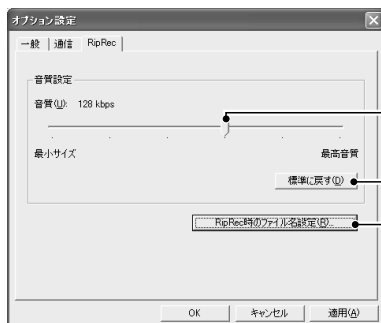 オプション設定
一般 通信 RipRec
音質設定
音質(U): 128 kbps
最小サイズ 最高音質
標準に戻す(D)
RipRec時のファイル名設定(R)...
OK キャンセル 適用(A)